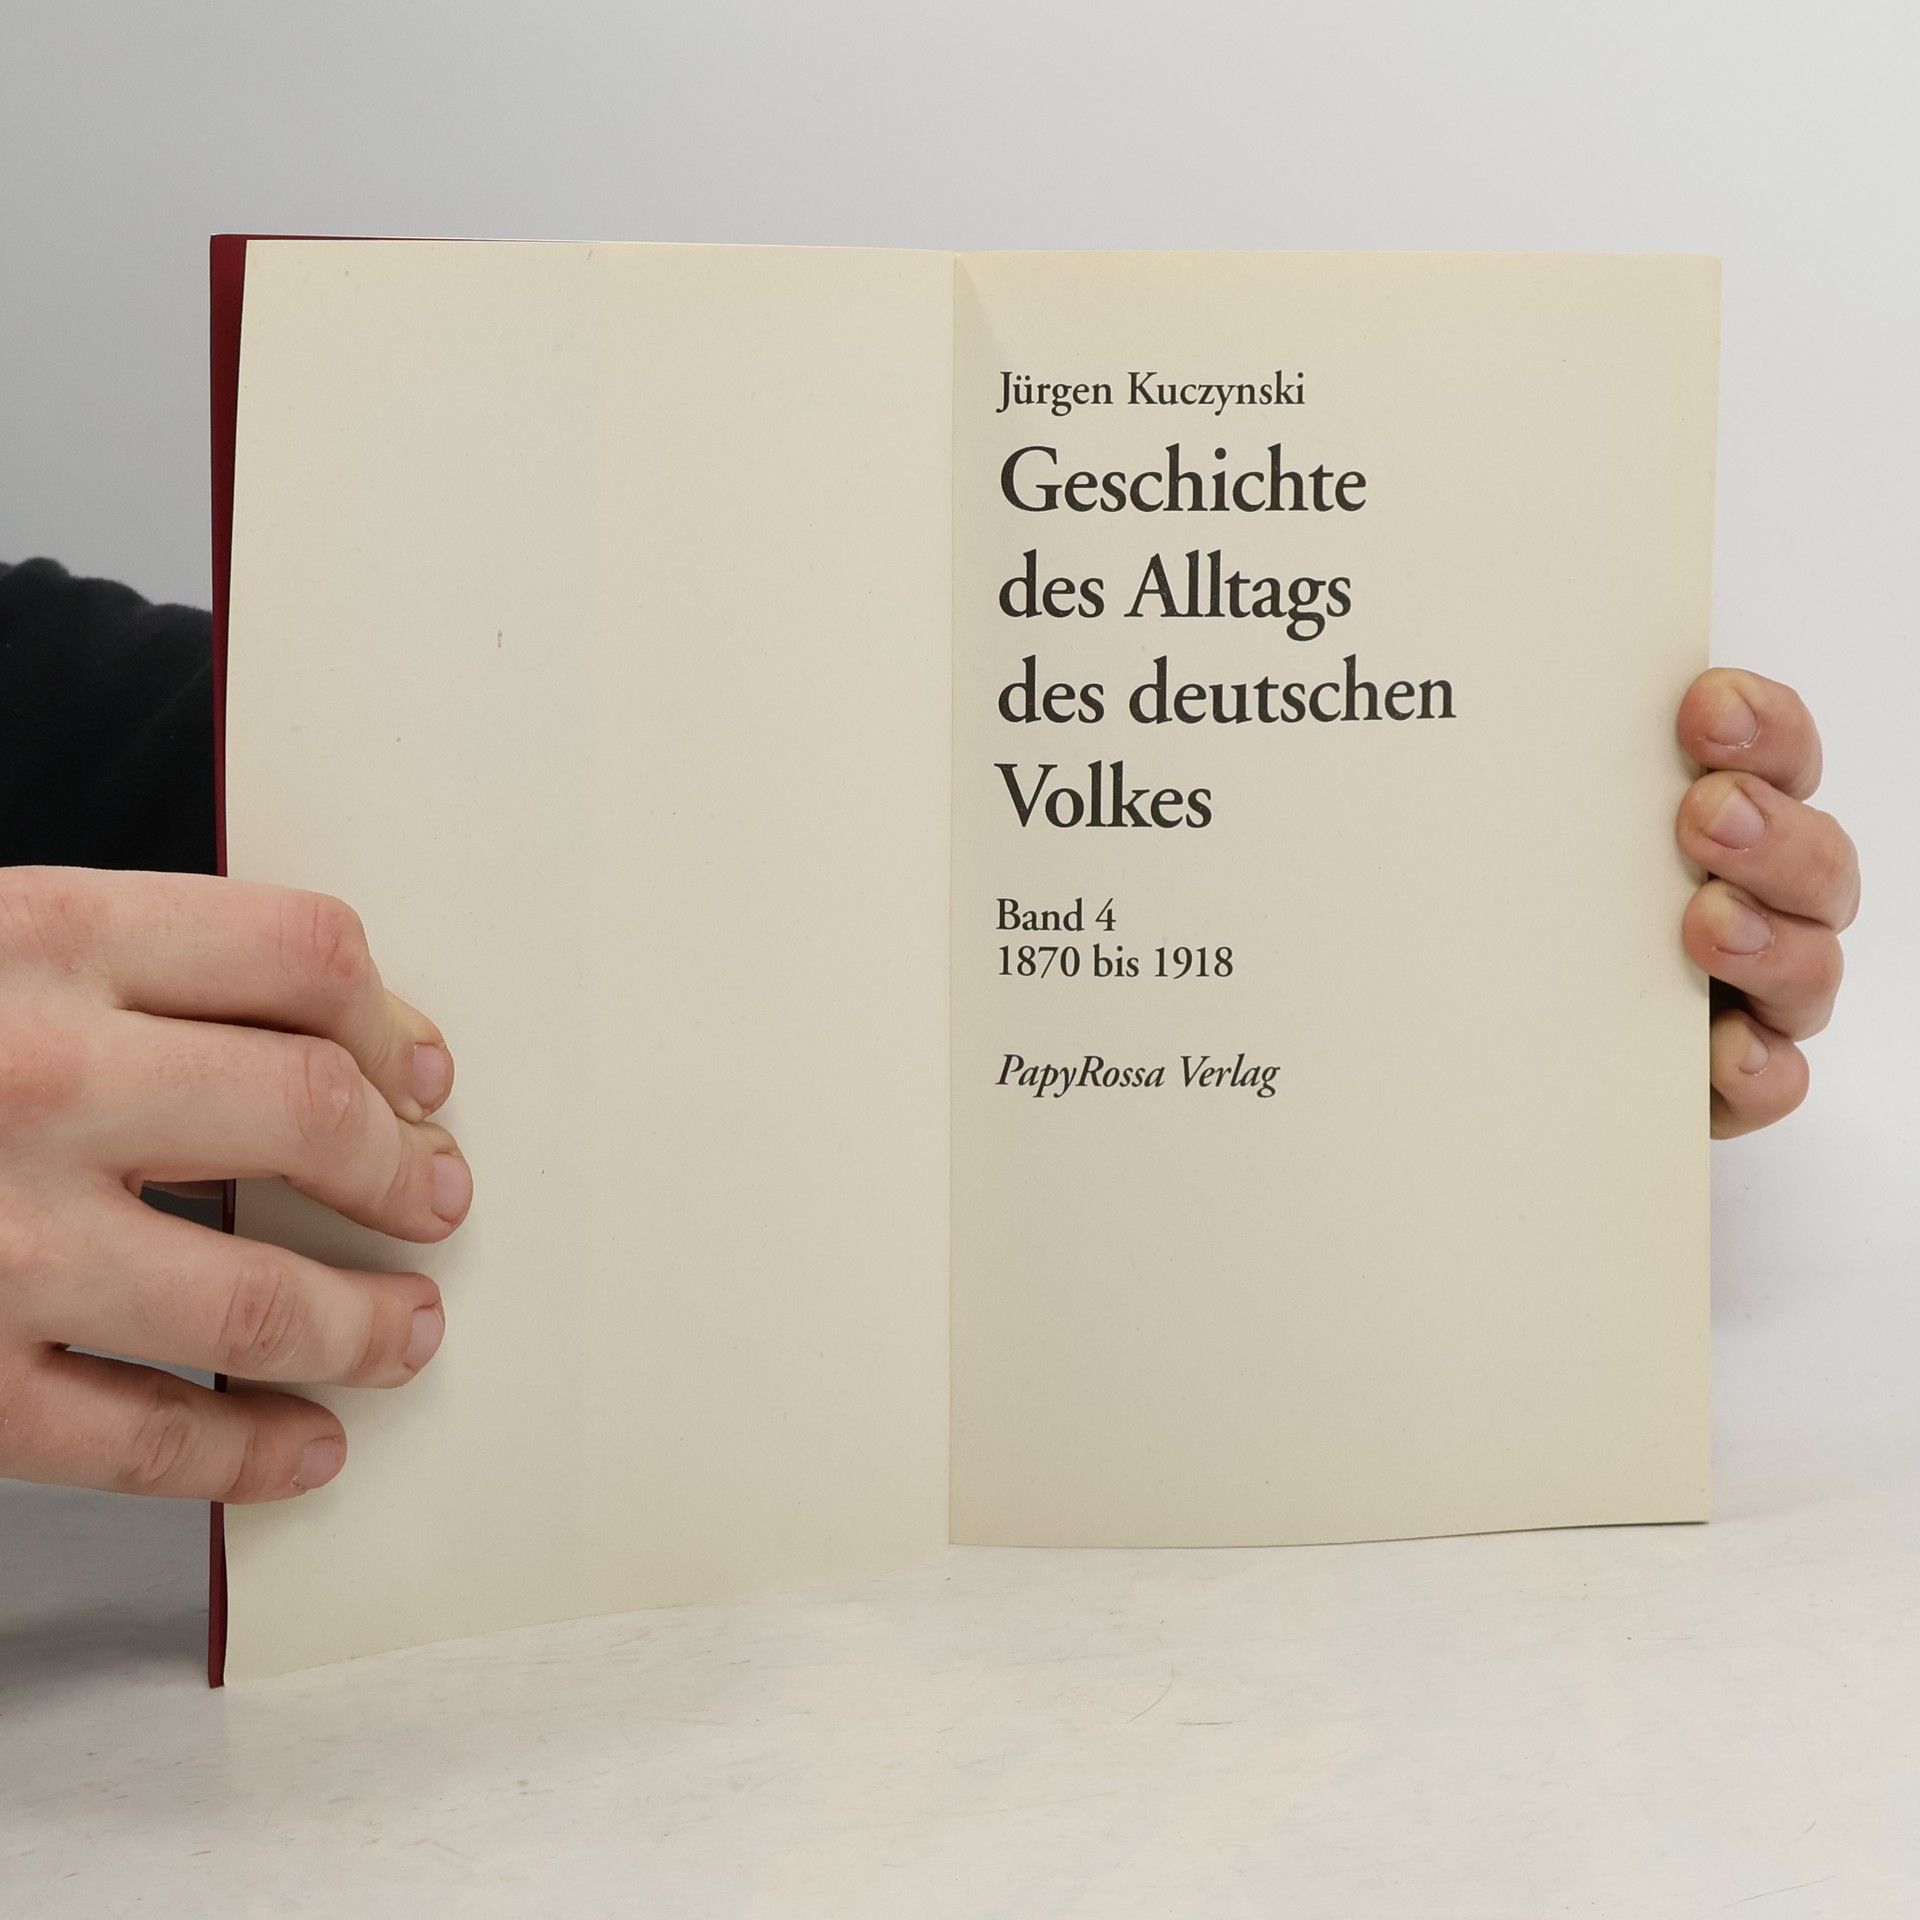 Jürgen Kuczynski
Geschichte
des Alltags
des deutschen
Volkes
Band 4
1870 bis 1918
PapyRossa Verlag